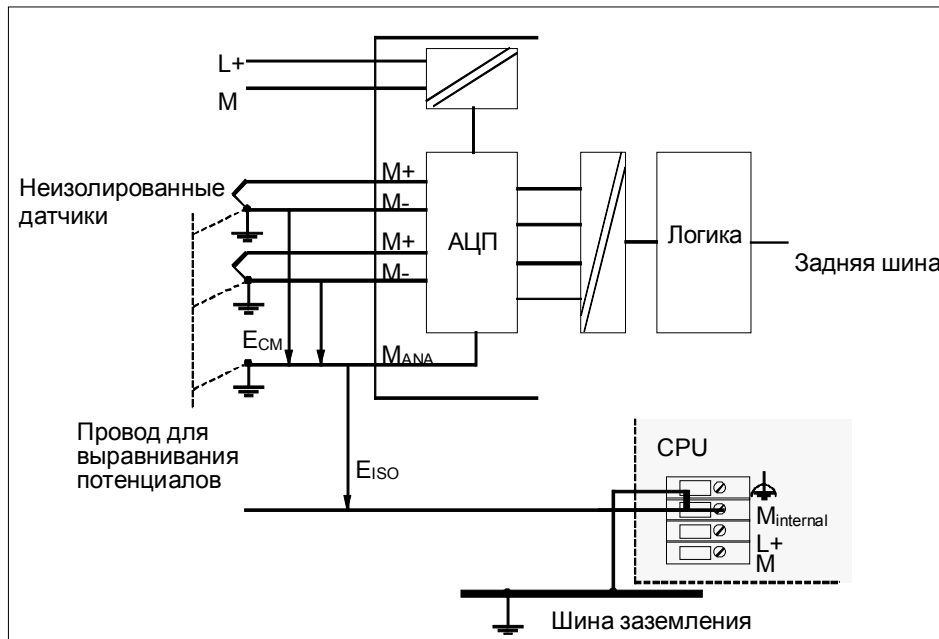 L+
M
Неизолированные
датчики
M+
M-
M+
M-
АЦП
Логика
Задняя шина
ECM
MANA
Провод для
выравнивания
потенциалов
EISO
CPU
Minternal
L+
M
Шина заземления